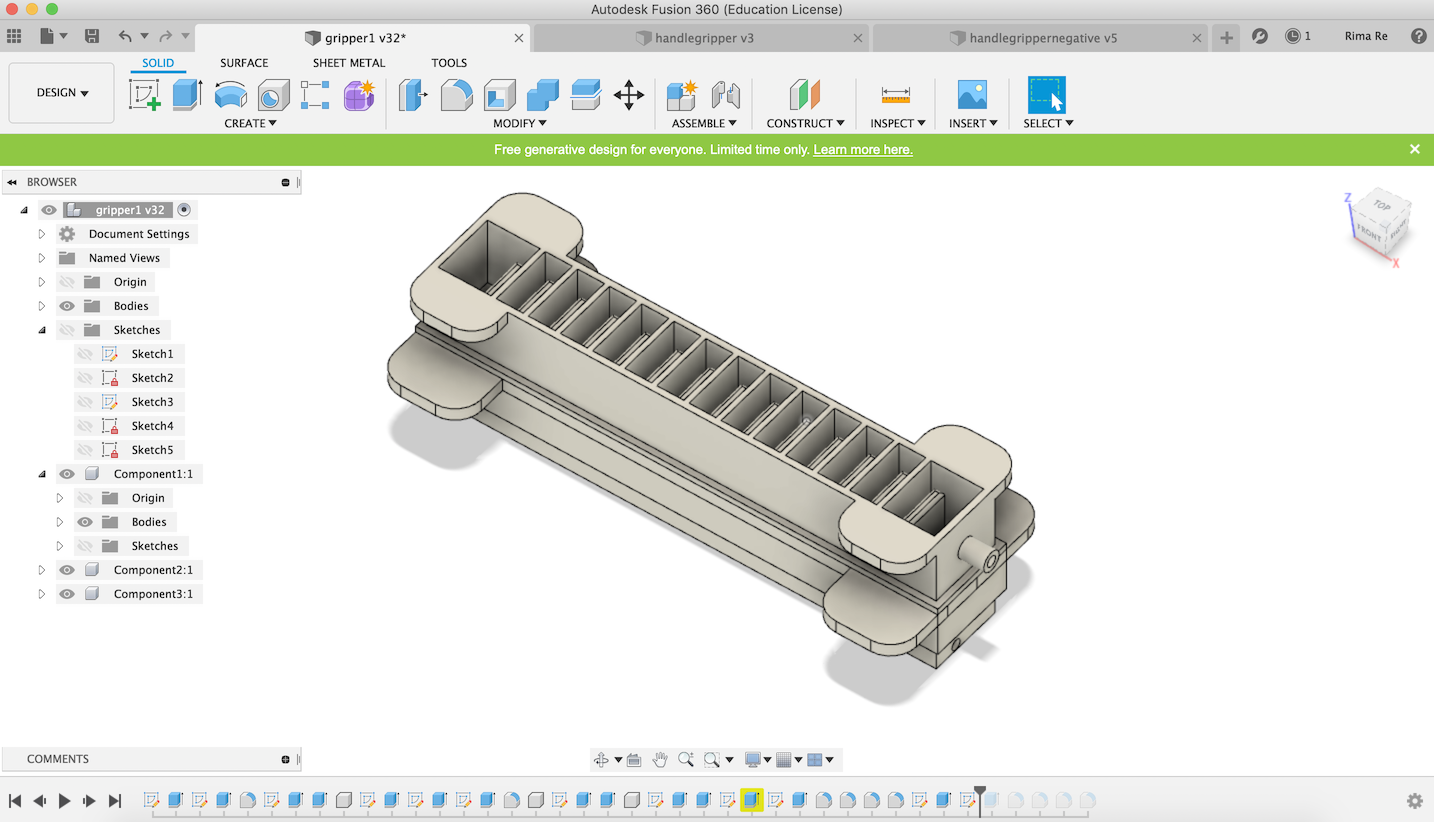 Autodesk Fusion 360 (Education License)
gripper1 v32*
handlegripper v3
handlegrippernegative v5
1
Rima Re
DESIGN
SOLID
SURFACE
SHEET METAL
TOOLS
CREATE
MODIFY
ASSEMBLE
CONSTRUCT
INSPECT
INSERT
SELECT
Free generative design for everyone. Limited time only. Learn more here.
BROWSER
gripper1 v32
Document Settings
Named Views
Origin
Bodies
Sketches
Sketch1
Sketch2
Sketch3
Sketch4
Sketch5
Component1:1
Origin
Bodies
Sketches
Component2:1
Component3:1
Z
TOP
FRONT
RIGHT
X
COMMENTS